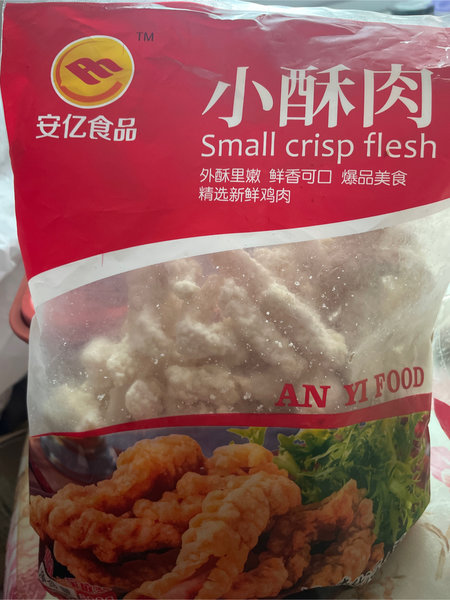 TM
安亿食品
小酥肉
Small crisp flesh
外酥里嫩 鲜香可口 爆品美食
精选新鲜鸡肉
AN YI FOOD